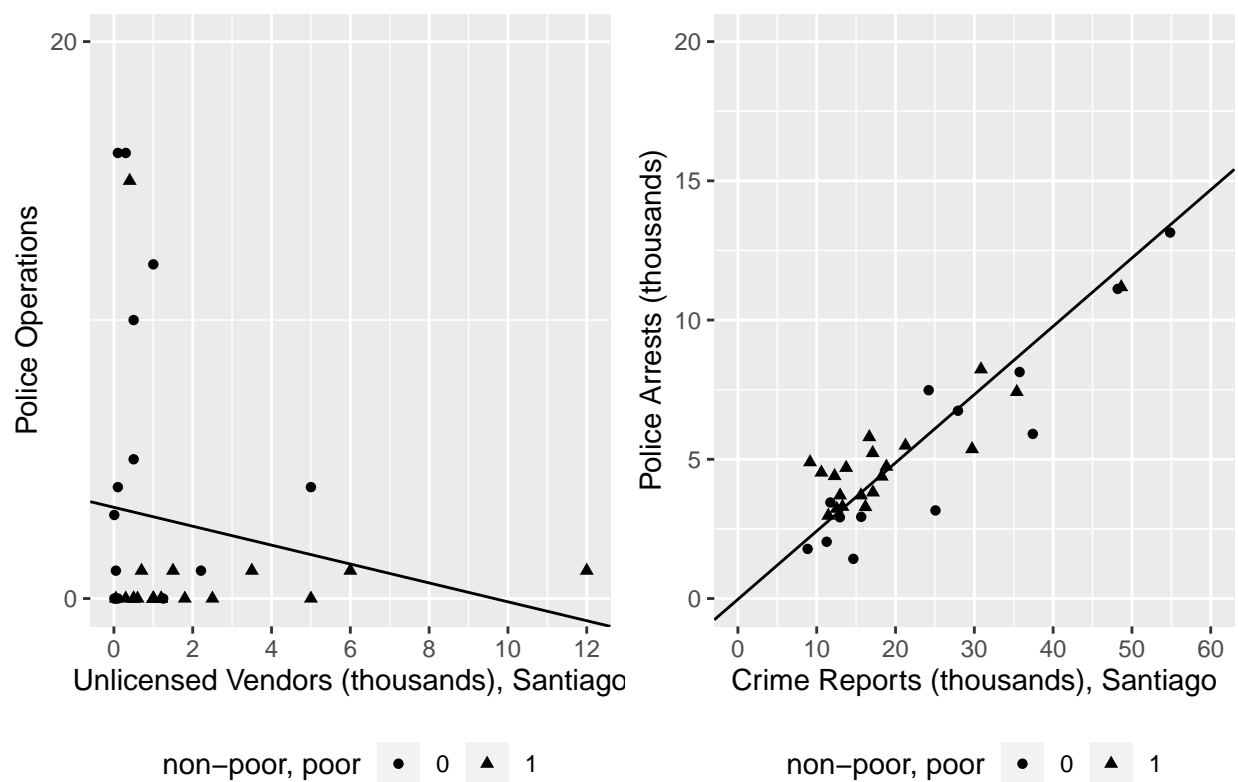 Police Operations
20
0
0 2 4 6 8 10 12
Unlicensed Vendors (thousands), Santiago
non−poor, poor 0 1
Police Arrests (thousands)
20
15
10
5
0
0 10 20 30 40 50 60
Crime Reports (thousands), Santiago
non−poor, poor 0 1